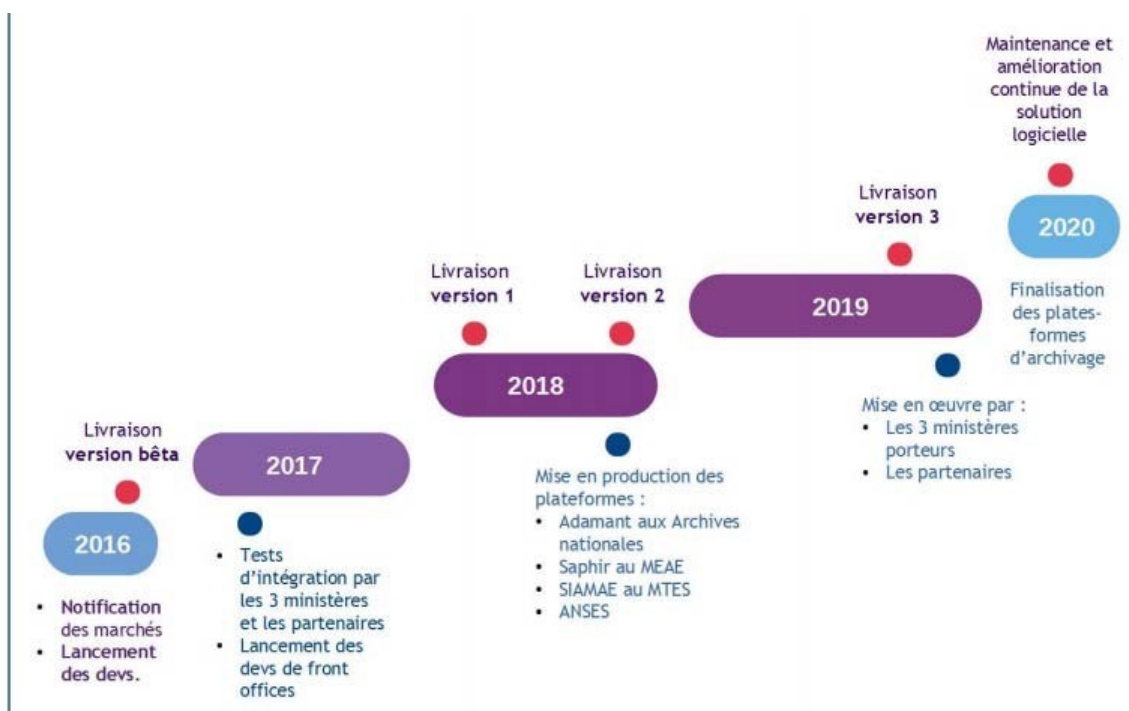 Livraison
version bêta
2016
• Notification
des marchés
• Lancement
des devs.
2017
• Tests
d'intégration par
les 3 ministères
et les partenaires
• Lancement des
devs de front
offices
Livraison
version 1
Livraison
version 2
2018
Mise en production des
plateformes :
• Adamant aux Archives
nationales
• Saphir au MEAE
• SIAMAE au MTES
• ANSES
Livraison
version 3
2019
Mise en œuvre par :
• Les 3 ministères
porteurs
• Les partenaires
Maintenance et
amélioration
continue de la
solution
logicielle
2020
Finalisation
des plates-
formes
d'archivage